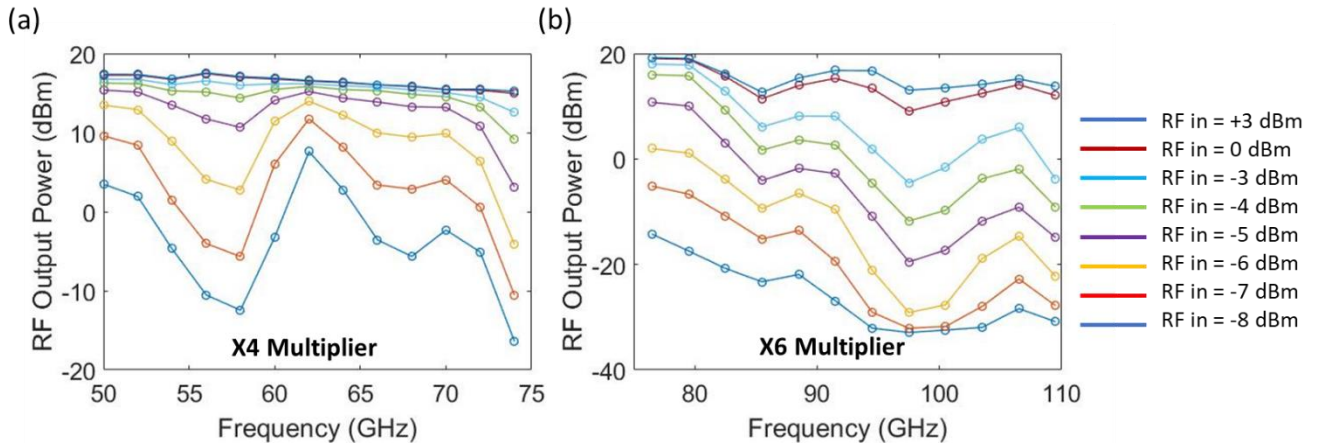 (a)
RF Output Power (dBm)
20
10
0
-10
-20
X4 Multiplier
50 55 60 65 70 75
Frequency (GHz)
(b)
RF Output Power (dBm)
20
0
-20
-40
X6 Multiplier
80 90 100 110
Frequency (GHz)
RF in = +3 dBm
RF in = 0 dBm
RF in = -3 dBm
RF in = -4 dBm
RF in = -5 dBm
RF in = -6 dBm
RF in = -7 dBm
RF in = -8 dBm